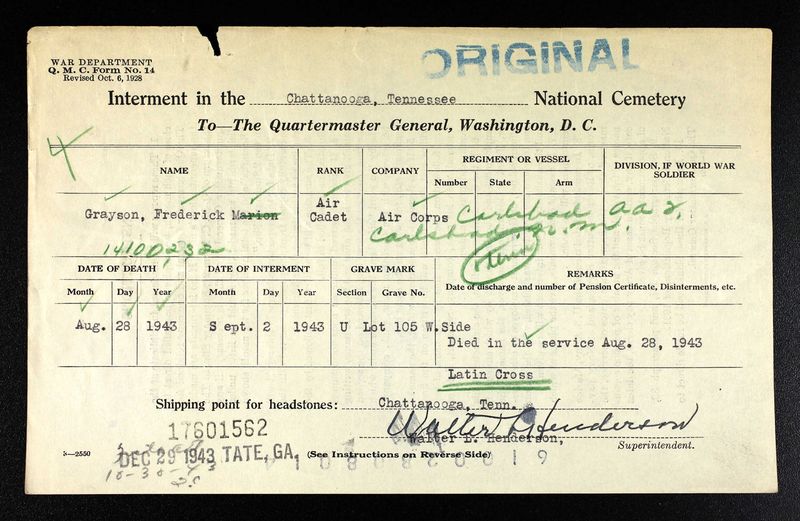 WAR DEPARTMENT
Q. M. C. Form No. 14
Revised Oct. 6, 1928
ORIGINAL
Interment in the Chattanooga, Tennessee National Cemetery
To—The Quartermaster General, Washington, D. C.
NAME RANK COMPANY REGIMENT OR VESSEL DIVISION, IF WORLD WAR SOLDIER
Number State Arm
Grayson, Frederick Marion Air Cadet Air Corps Carlsbad AA F,
14100232 Carlsbad, N.M.
DATE OF DEATH DATE OF INTERMENT GRAVE MARK REMARKS
Month Day Year Month Day Year Section Grave No. Date of discharge and number of Pension Certificate, Disinterments, etc.
Aug. 28 1943 Sept. 2 1943 U Lot 105 W.Side
Died in the service Aug. 28, 1943
Latin Cross
Shipping point for headstones: Chattanooga, Tenn.
17601562
Walter L Henderson
Walter L. Henderson,
Superintendent.
3—2550
DEC 29 1943 TATE, GA.
(See Instructions on Reverse Side)
10-30-43